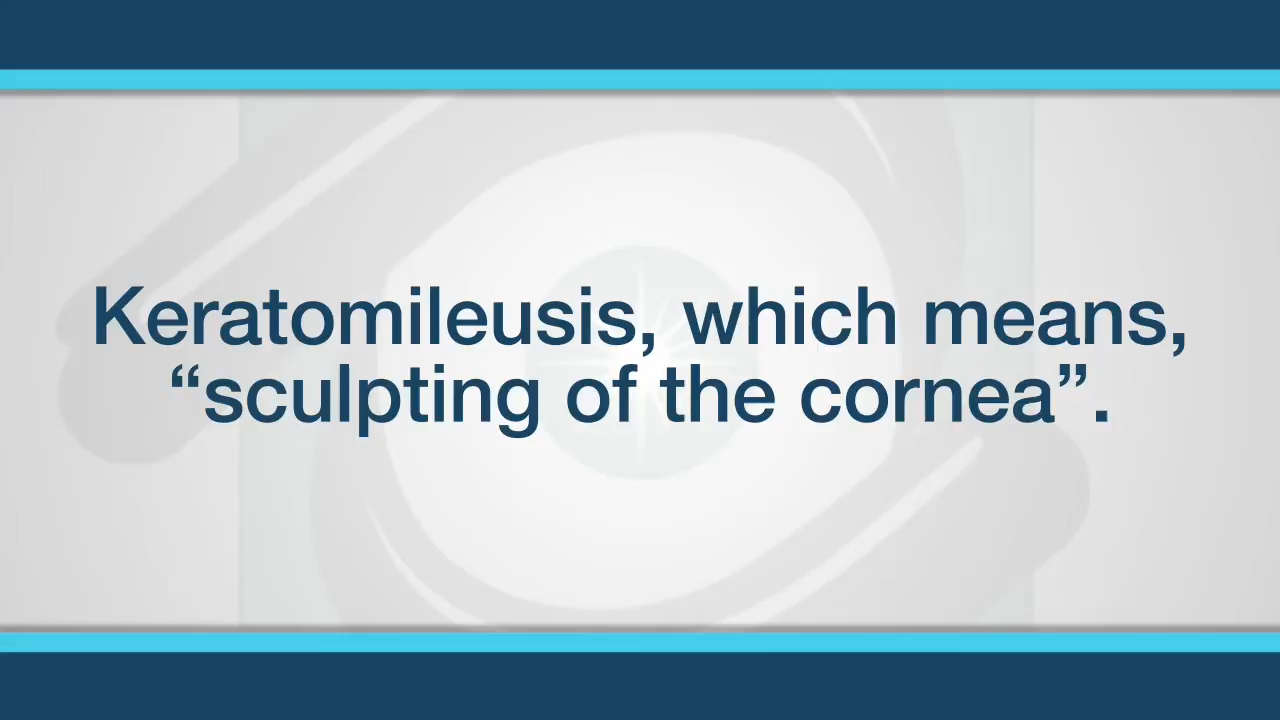 Keratomileusis, which means,
“sculpting of the cornea”.